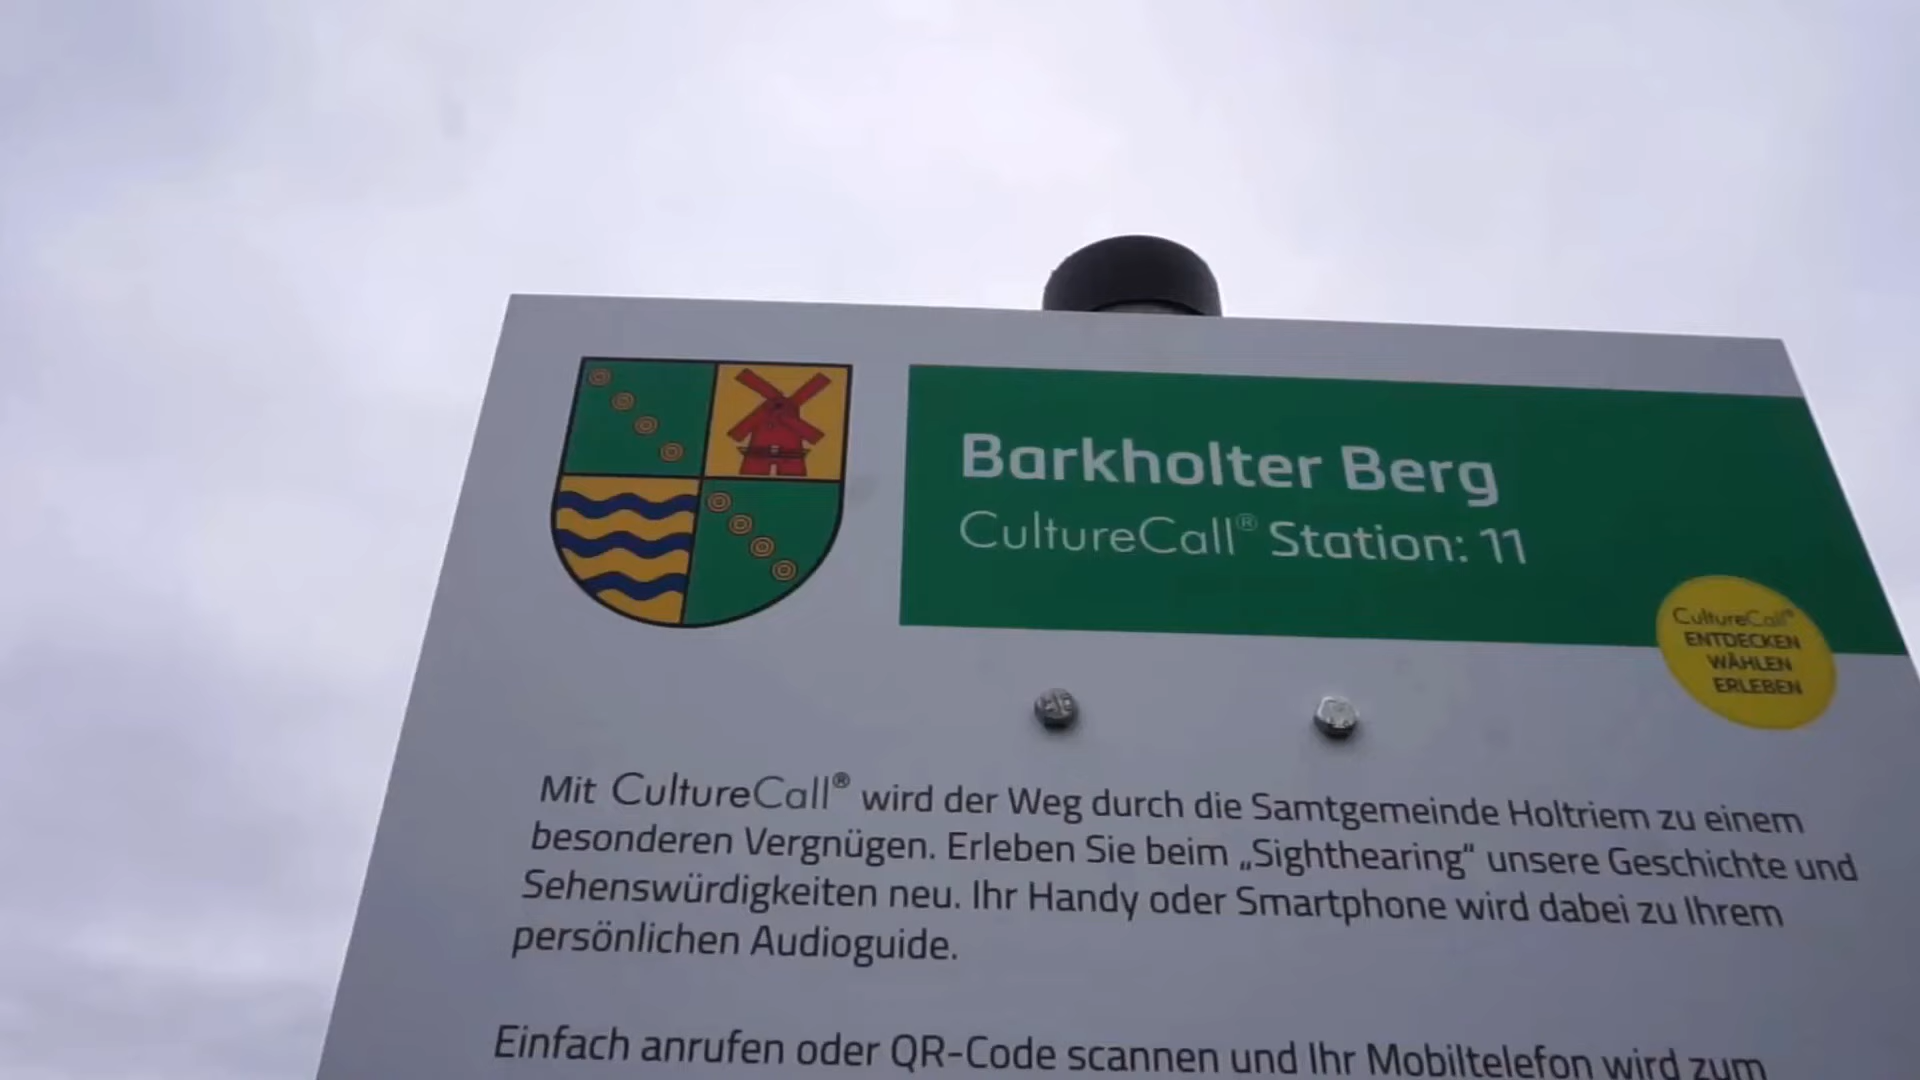 Barkholter Berg
CultureCall® Station: 11
CultureCall®
ENTDECKEN
WÄHLEN
ERLEBEN
Mit CultureCall® wird der Weg durch die Samtgemeinde Holtriem zu einem
besonderen Vergnügen. Erleben Sie beim „Sighthearing“ unsere Geschichte und
Sehenswürdigkeiten neu. Ihr Handy oder Smartphone wird dabei zu Ihrem
persönlichen Audioguide.
Einfach anrufen oder QR-Code scannen und Ihr Mobiltelefon wird zum